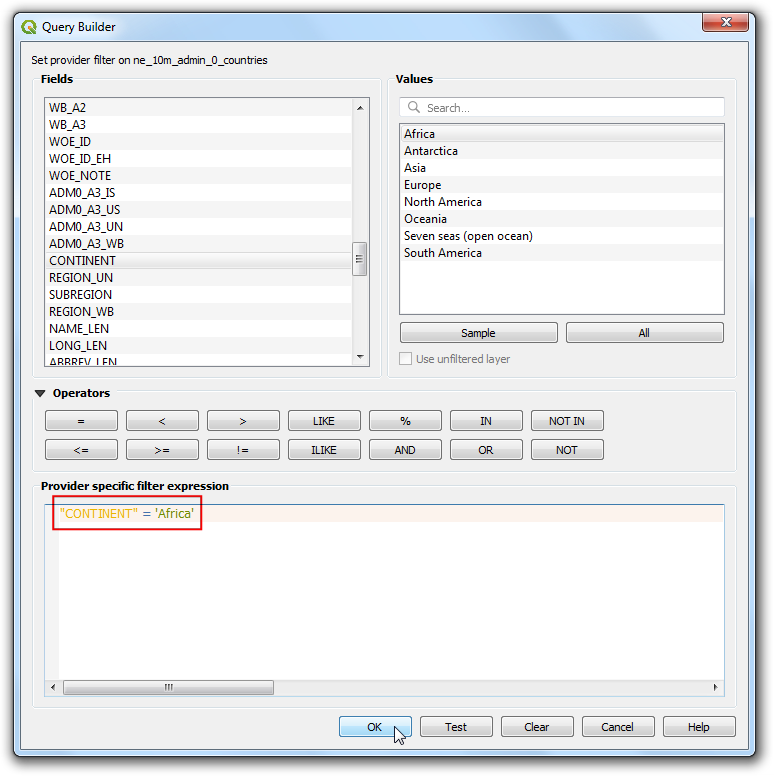 Query Builder
Set provider filter on ne_10m_admin_0_countries
Fields
WB_A2
WB_A3
WOE_ID
WOE_ID_EH
WOE_NOTE
ADM0_A3_IS
ADM0_A3_US
ADM0_A3_UN
ADM0_A3_WB
CONTINENT
REGION_UN
SUBREGION
REGION_WB
NAME_LEN
LONG_LEN
ABBREV_LEN
Values
Search...
Africa
Antarctica
Asia
Europe
North America
Oceania
Seven seas (open ocean)
South America
Sample All
Use unfiltered layer
Operators
= < > LIKE % IN NOT IN
<= >= != ILIKE AND OR NOT
Provider specific filter expression
"CONTINENT" = 'Africa'
OK Test Clear Cancel Help